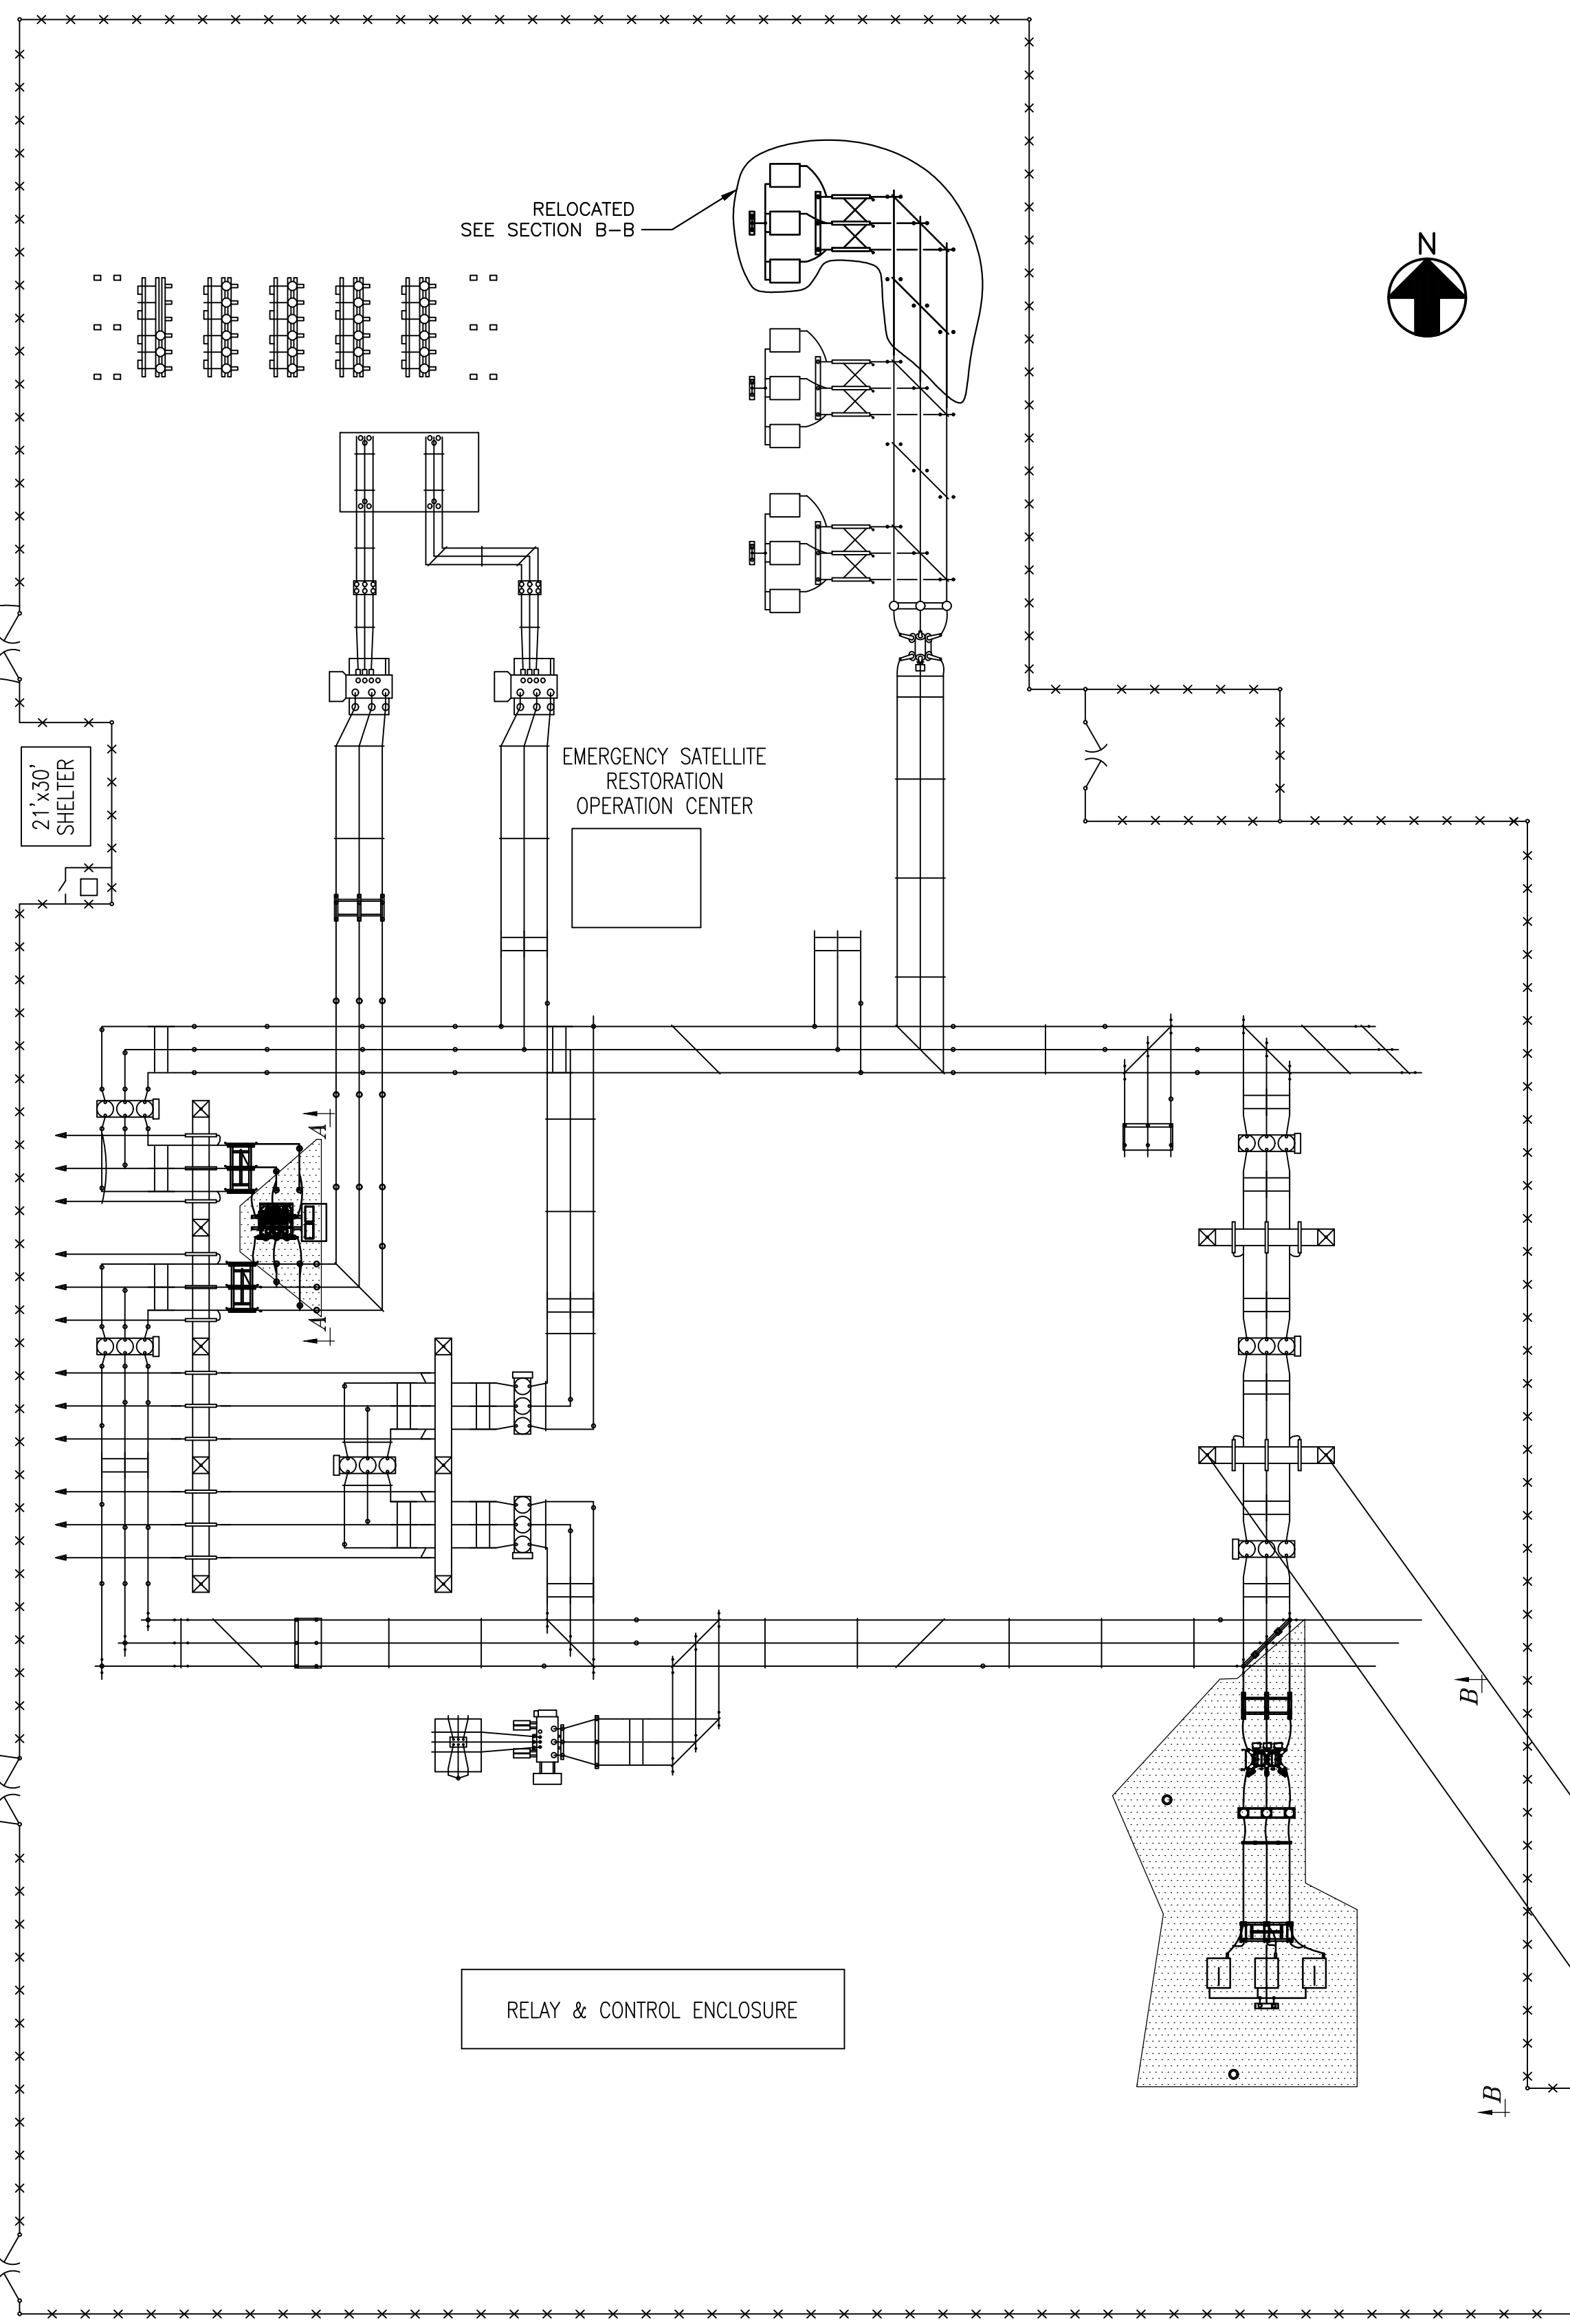 RELOCATED
SEE SECTION B-B
N
EMERGENCY SATELLITE
RESTORATION
OPERATION CENTER
21'x30'
SHELTER
A
A
B
RELAY & CONTROL ENCLOSURE
B